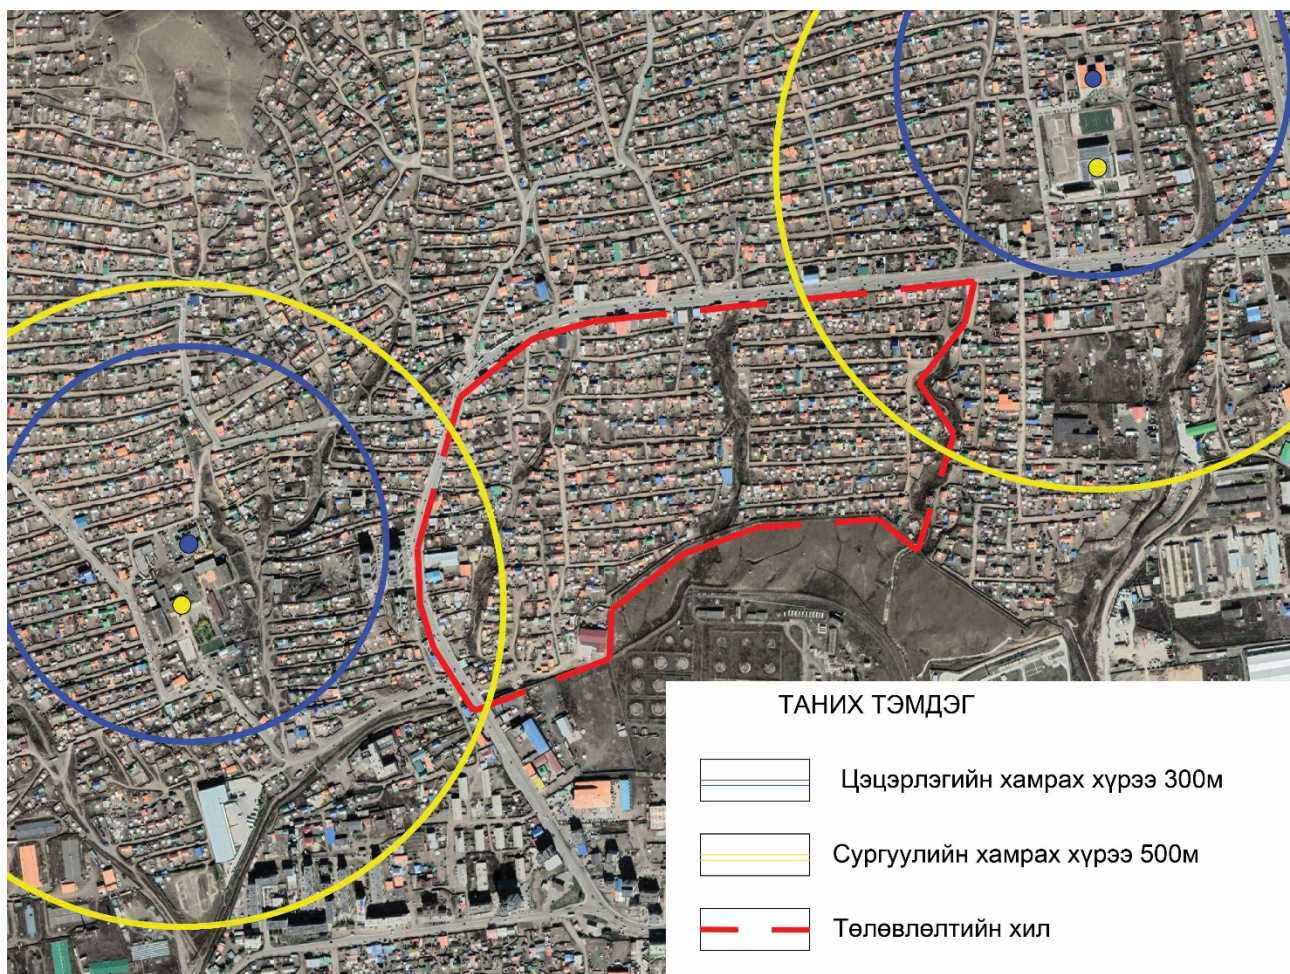 ТАНИХ ТЭМДЭГ
Цэцэрлэгийн хамрах хүрээ 300м
Сургуулийн хамрах хүрээ 500м
Төлөвлөлтийн хил